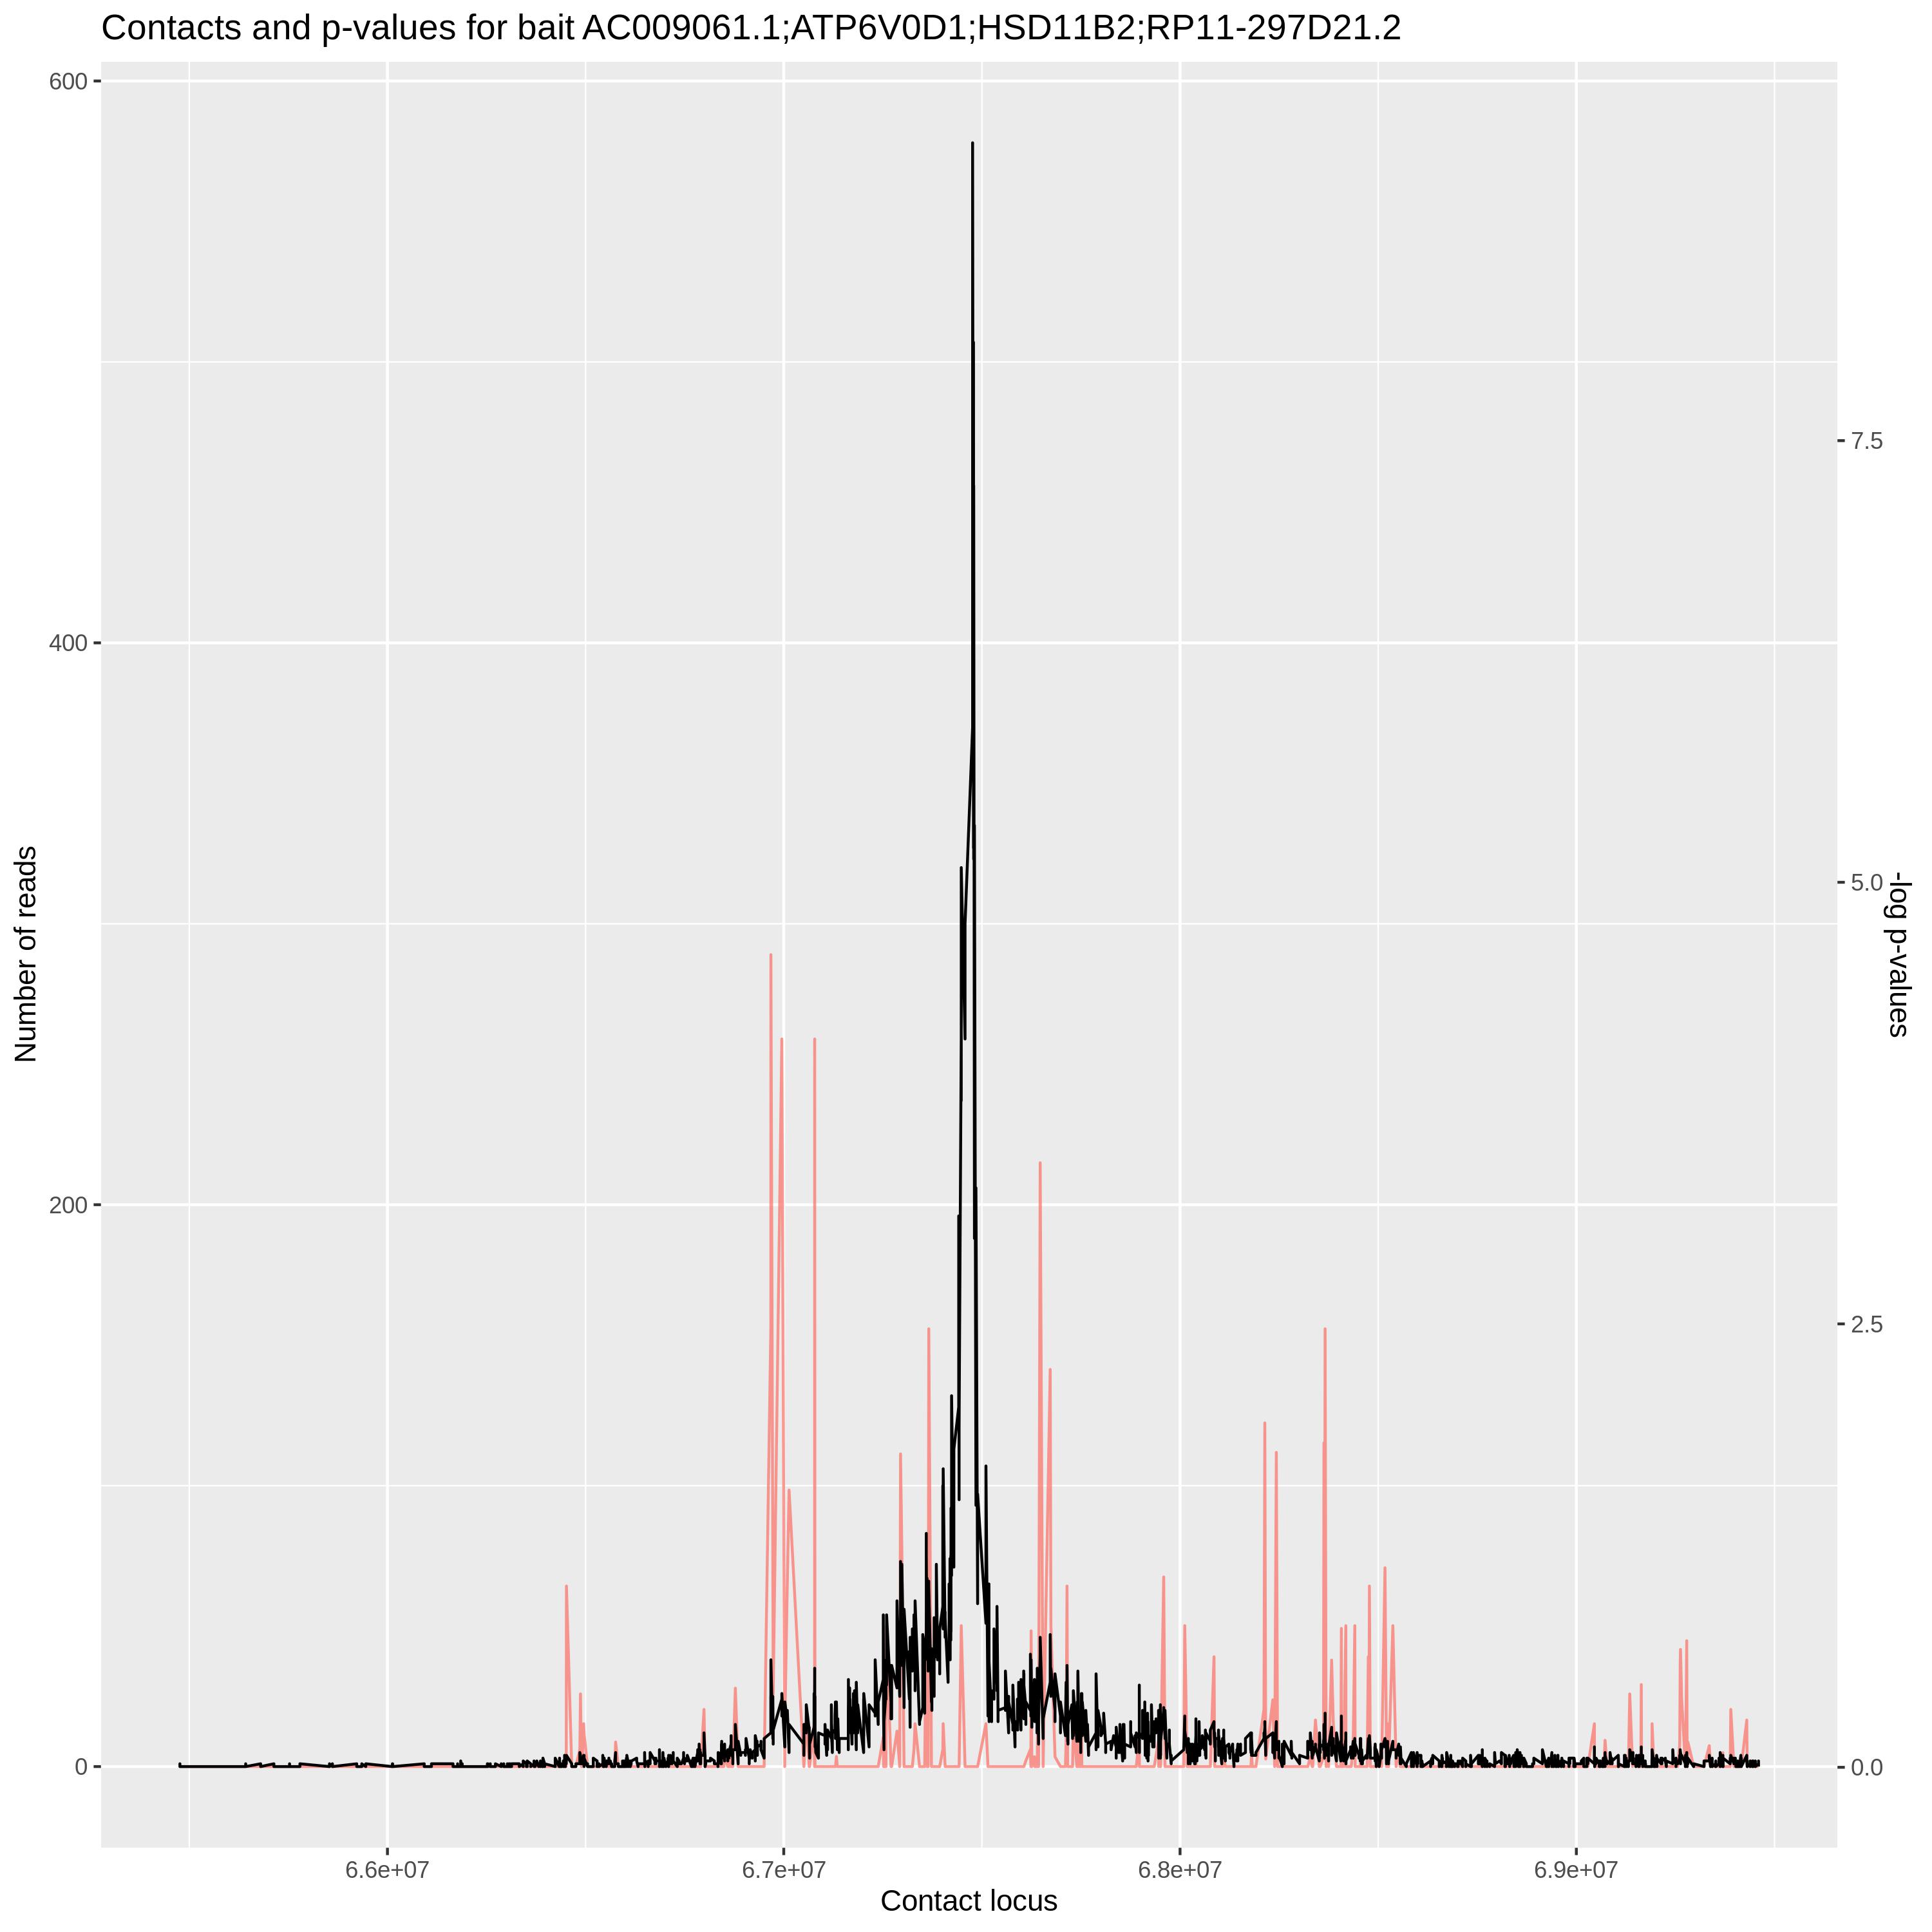 Contacts and p-values for bait AC009061.1;ATP6V0D1;HSD11B2;RP11-297D21.2
600
400
200
0
Number of reads
7.5
5.0
2.5
0.0
-log p-values
6.6e+07 6.7e+07 6.8e+07 6.9e+07
Contact locus